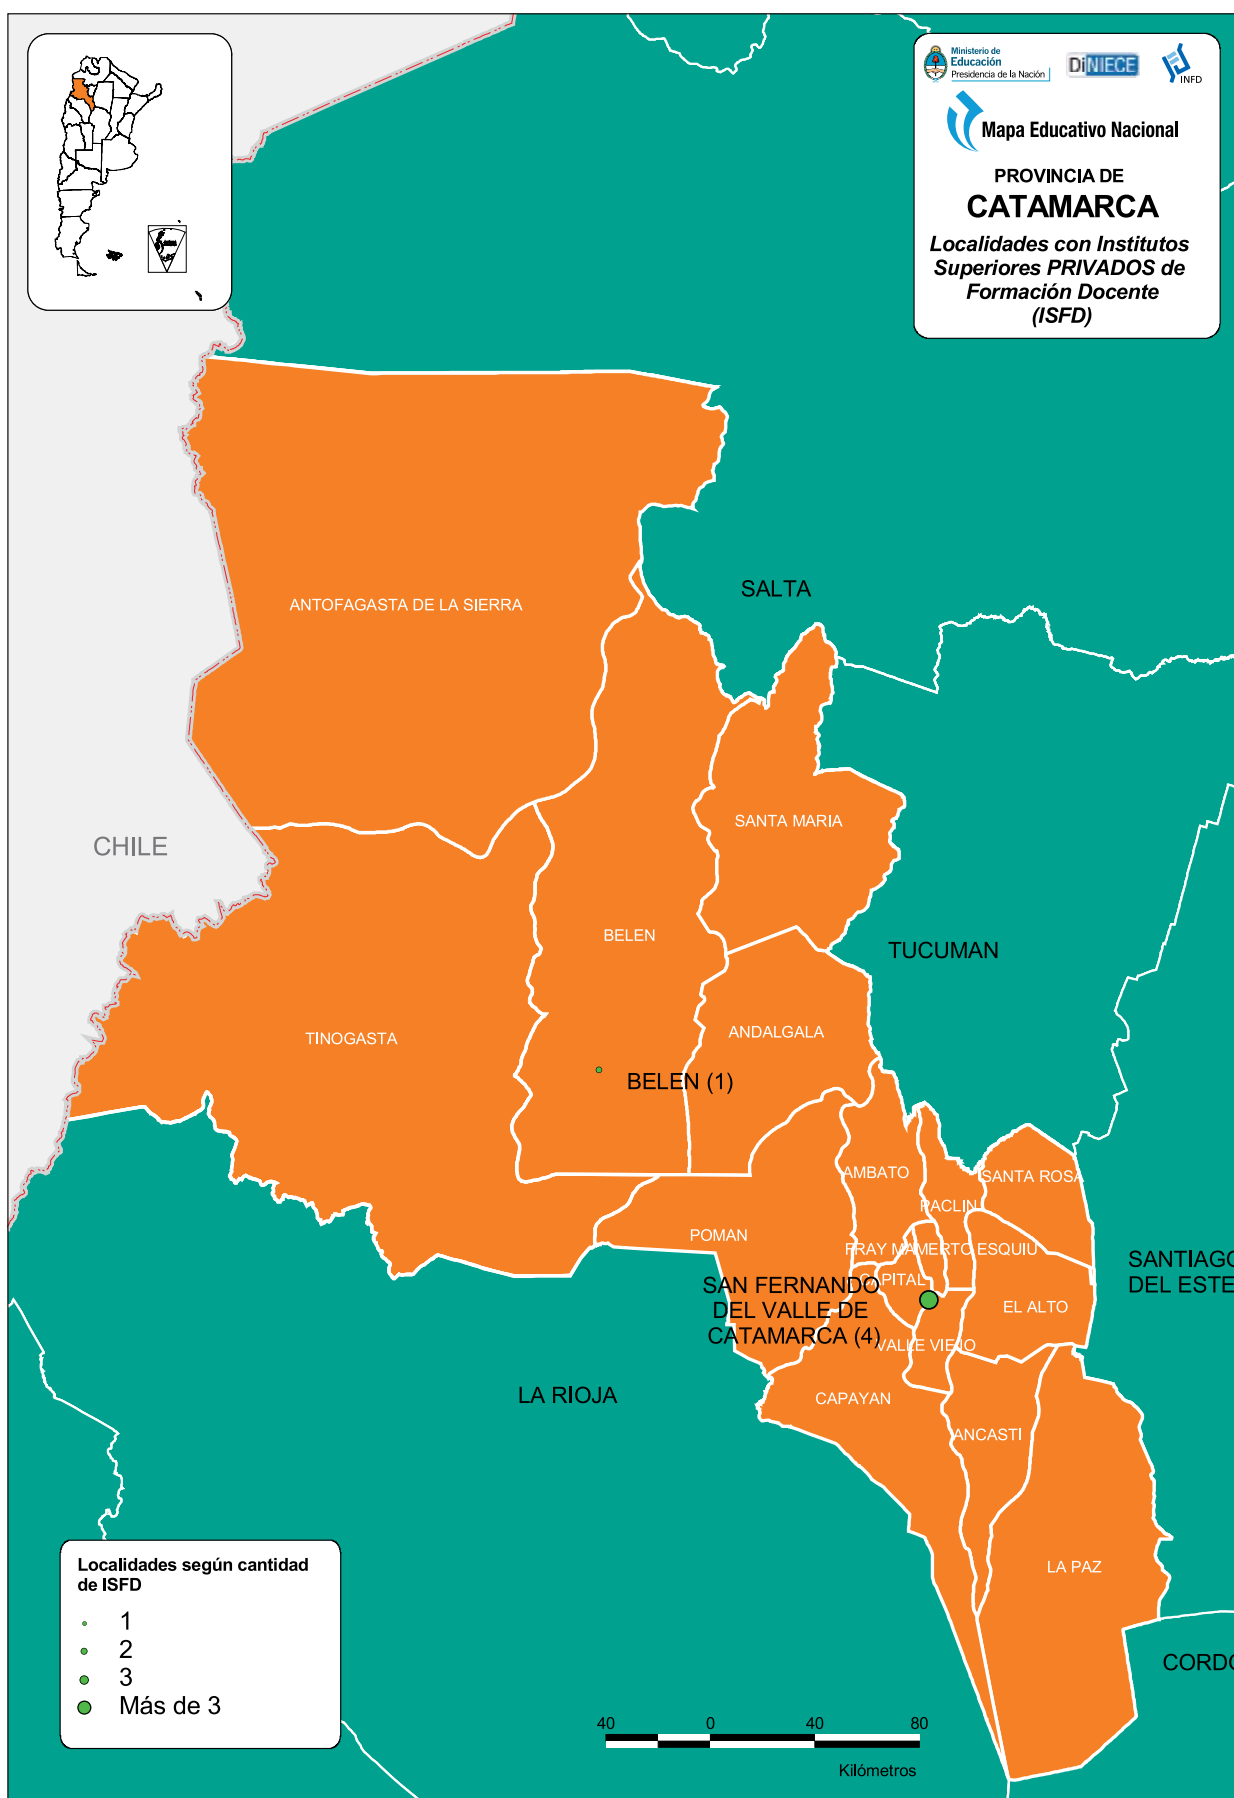 Ministerio de
Educación
Presidencia de la Nación
DiNIECE
INFD
Mapa Educativo Nacional
PROVINCIA DE
CATAMARCA
Localidades con Institutos
Superiores PRIVADOS de
Formación Docente
(ISFD)
SALTA
ANTOFAGASTA DE LA SIERRA
SANTA MARIA
CHILE
BELEN
TUCUMAN
TINOGASTA
ANDALGALA
BELEN (1)
AMBATO
SANTA ROSA
PACLIN
POMAN
FRAY MAMERTO ESQUIU
SANTIAGO
DEL ESTE
CAPITAL
SAN FERNANDO
DEL VALLE DE
CATAMARCA (4)
EL ALTO
VALLE VIEJO
LA RIOJA
CAPAYAN
ANCASTI
LA PAZ
CORDO
Localidades según cantidad
de ISFD
1
2
3
Más de 3
40 0 40 80
Kilómetros